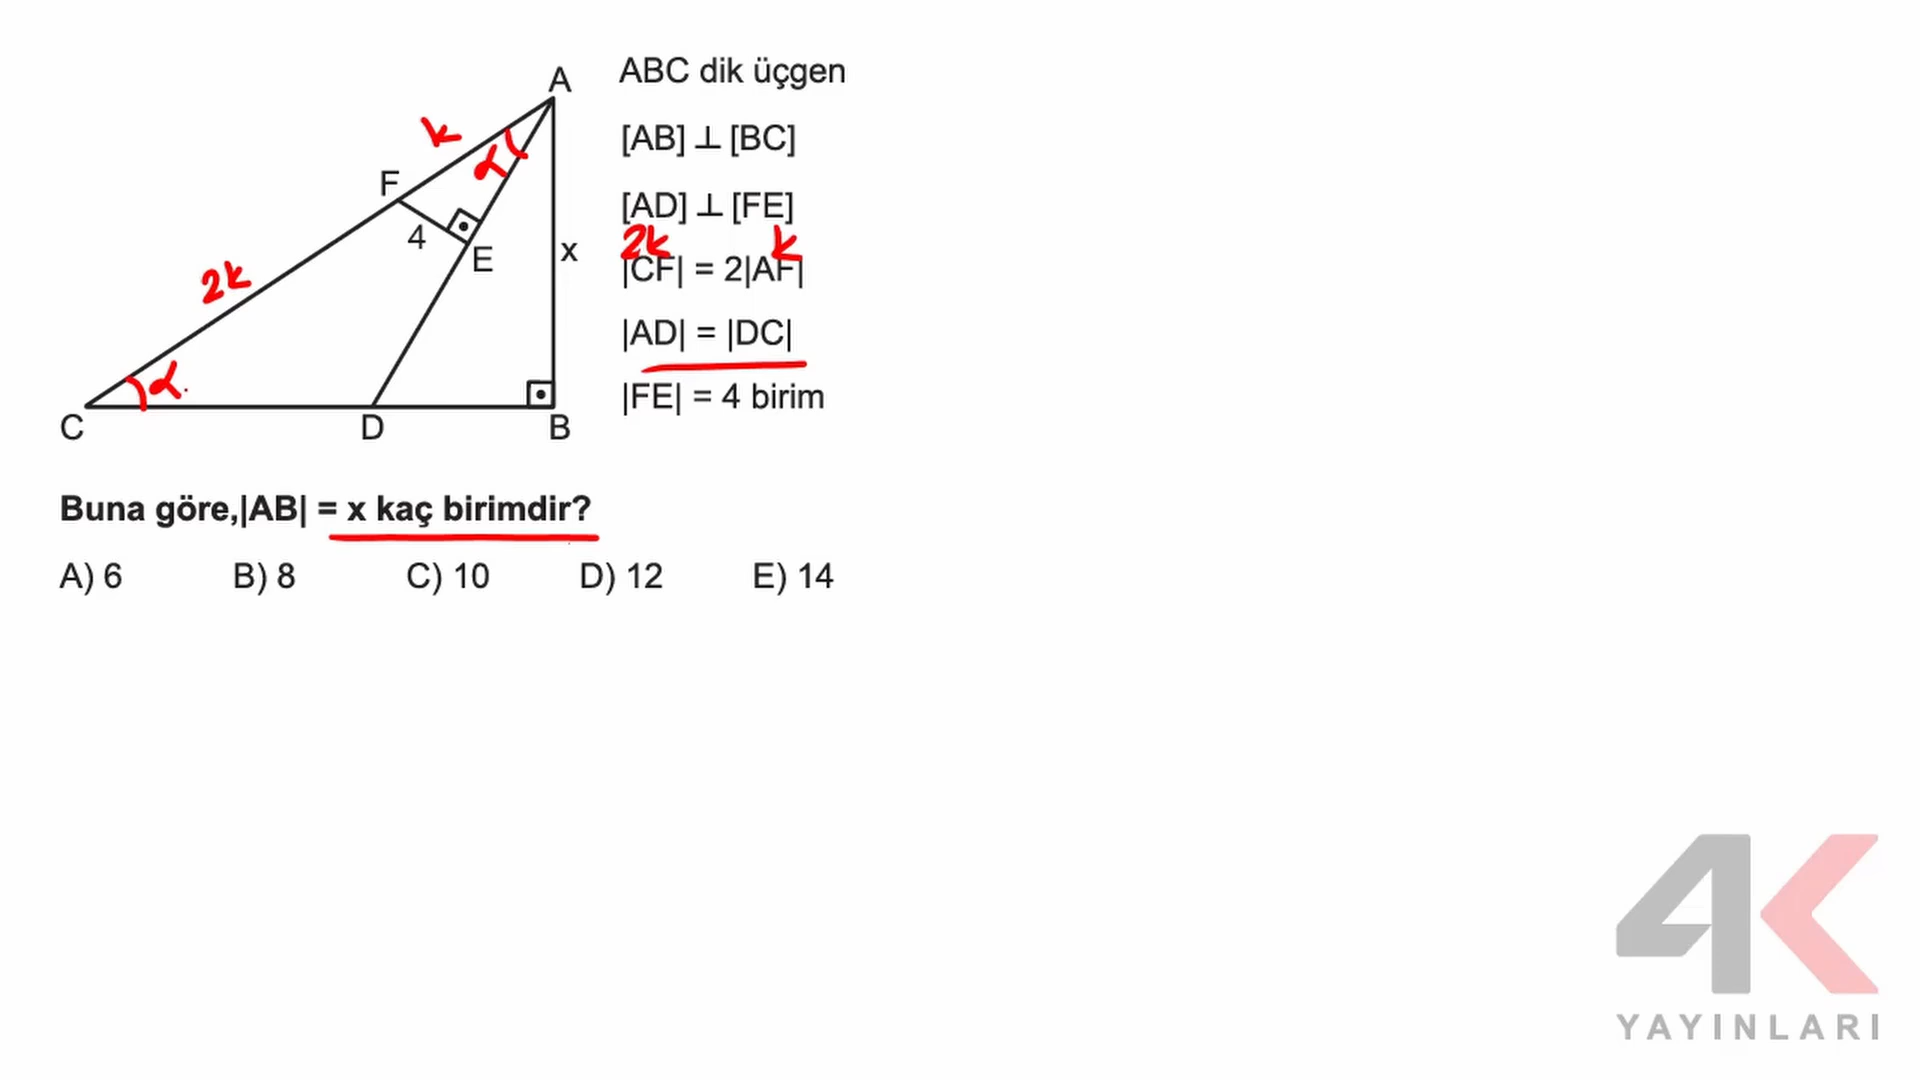 A
ABC dik üçgen
k
[AB] ⊥ [BC]
α
F
[AD] ⊥ [FE]
2k k
4
E
x
|CF| = 2|AF|
2k
|AD| = |DC|
α
|FE| = 4 birim
C
D
B
Buna göre,|AB| = x kaç birimdir?
A) 6 B) 8 C) 10 D) 12 E) 14
4K
YAYINLARI